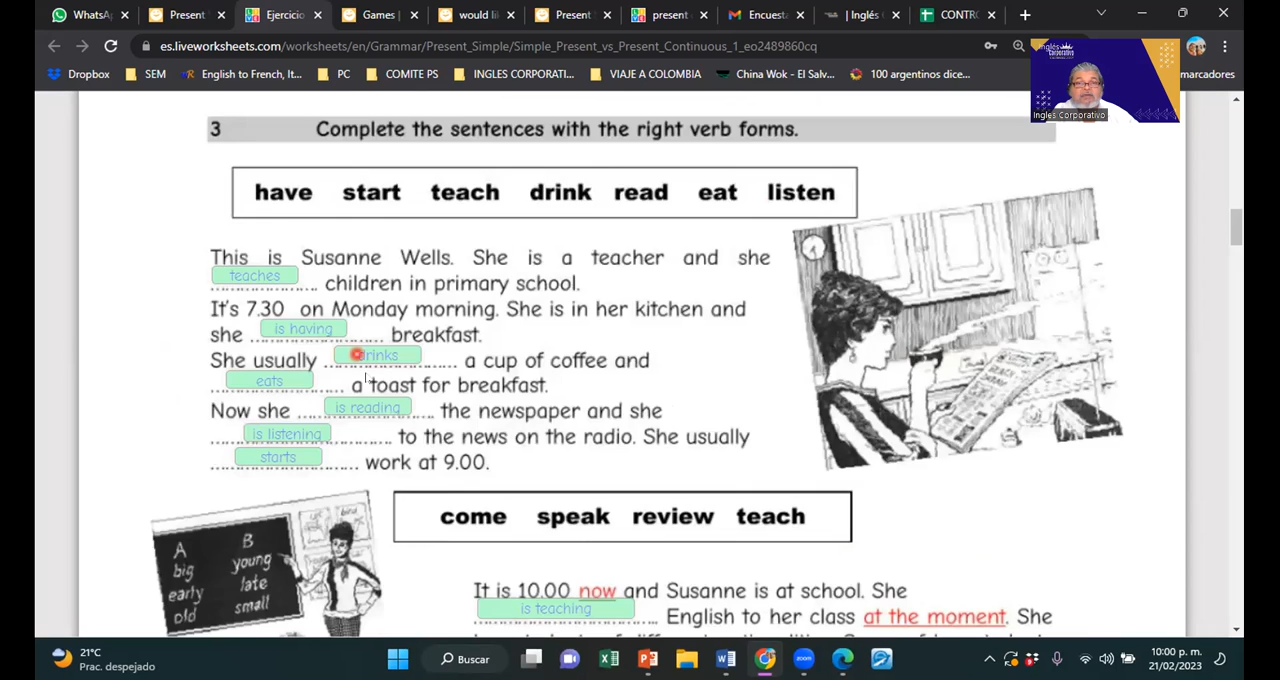 WhatsA
Present
Ejercicio
Games |
would lik
Present
present
Encuest
| Inglés
CONTR
es.liveworksheets.com/worksheets/en/Grammar/Present_Simple/Simple_Present_vs_Present_Continuous_1_eo2489860cq
Dropbox SEM English to French, It... PC COMITE PS INGLES CORPORATI... VIAJE A COLOMBIA China Wok - El Salv... 100 argentinos dice... marcadores
Inglés Corporativo
3 Complete the sentences with the right verb forms.
have start teach drink read eat listen
This is Susanne Wells. She is a teacher and she
teaches children in primary school.
It's 7.30 on Monday morning. She is in her kitchen and
she is having breakfast.
She usually drinks a cup of coffee and
eats a toast for breakfast.
Now she is reading the newspaper and she
is listening to the news on the radio. She usually
starts work at 9.00.
come speak review teach
A B
big young
early late
old small
It is 10.00 now and Susanne is at school. She
is teaching English to her class at the moment. She
21°C
Prac. despejado
Buscar
10:00 p. m.
21/02/2023